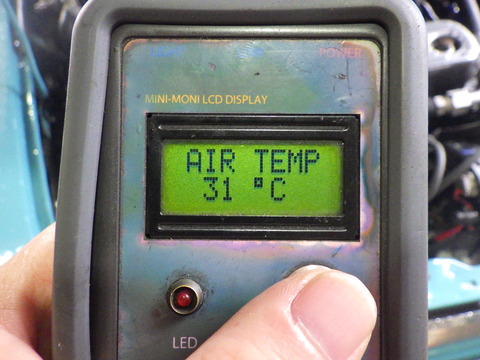 POWER
MINI-MONI LCD DISPLAY
AIR TEMP
31 °C
LED